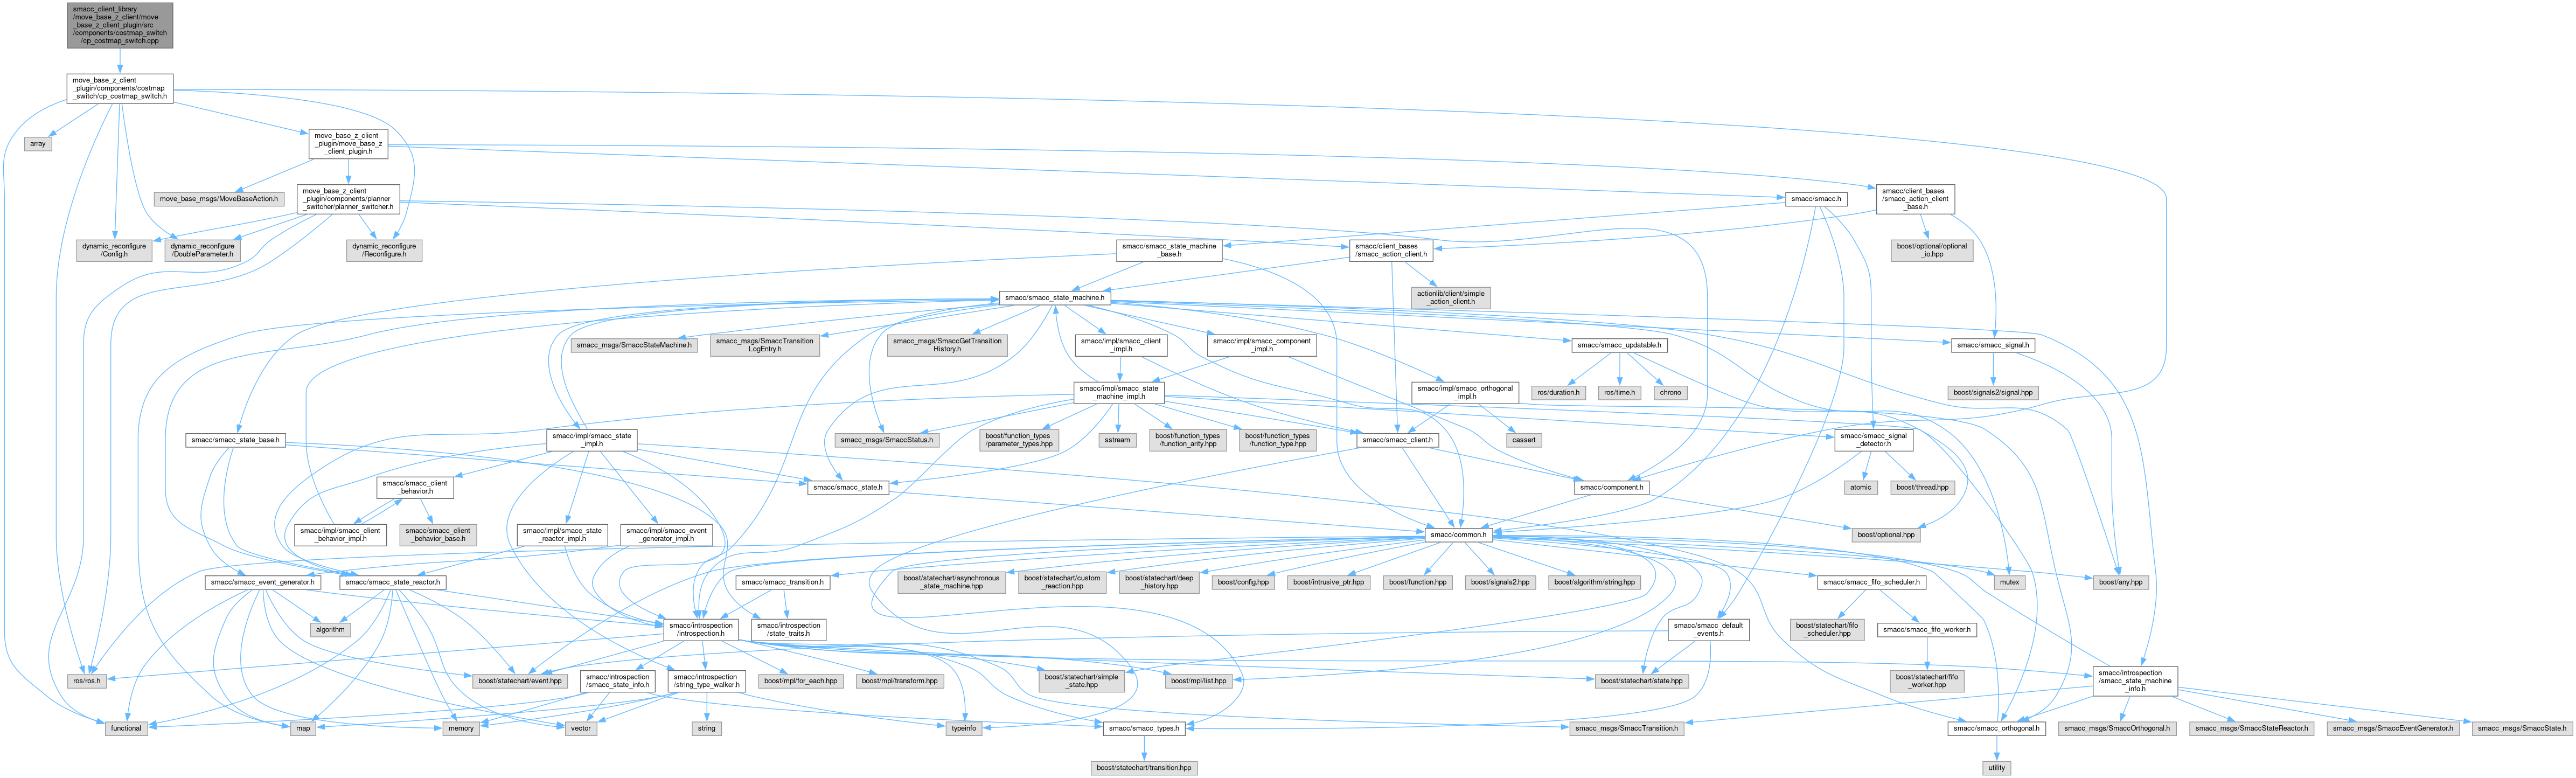 smacc_client_library
/move_base_z_client/move
_base_z_client_plugin/src
/components/costmap_switch
/cp_costmap_switch.cpp
move_base_z_client
_plugin/components/costmap
_switch/cp_costmap_switch.h
array
move_base_z_client
_plugin/move_base_z
_client_plugin.h
move_base_msgs/MoveBaseAction.h
move_base_z_client
_plugin/components/planner
_switcher/planner_switcher.h
smacc/smacc.h
smacc/client_bases
/smacc_action_client
_base.h
dynamic_reconfigure
/Config.h
dynamic_reconfigure
/DoubleParameter.h
dynamic_reconfigure
/Reconfigure.h
smacc/smacc_state_machine
_base.h
smacc/client_bases
/smacc_action_client.h
boost/optional/optional
_io.hpp
smacc/smacc_state_machine.h
actionlib/client/simple
_action_client.h
smacc_msgs/SmaccStateMachine.h
smacc_msgs/SmaccTransition
LogEntry.h
smacc_msgs/SmaccGetTransition
History.h
smacc/impl/smacc_client
_impl.h
smacc/impl/smacc_component
_impl.h
smacc/smacc_updatable.h
smacc/smacc_signal.h
smacc/impl/smacc_state
_machine_impl.h
smacc/impl/smacc_orthogonal
_impl.h
ros/duration.h
ros/time.h
chrono
boost/signals2/signal.hpp
smacc/smacc_state_base.h
smacc/impl/smacc_state
_impl.h
smacc_msgs/SmaccStatus.h
boost/function_types
/parameter_types.hpp
sstream
boost/function_types
/function_arity.hpp
boost/function_types
/function_type.hpp
smacc/smacc_client.h
cassert
smacc/smacc_signal
_detector.h
smacc/smacc_client
_behavior.h
smacc/smacc_state.h
smacc/component.h
atomic
boost/thread.hpp
smacc/impl/smacc_client
_behavior_impl.h
smacc/smacc_client
_behavior_base.h
smacc/impl/smacc_state
_reactor_impl.h
smacc/impl/smacc_event
_generator_impl.h
smacc/common.h
boost/optional.hpp
smacc/smacc_event_generator.h
smacc/smacc_state_reactor.h
smacc/smacc_transition.h
boost/statechart/asynchronous
_state_machine.hpp
boost/statechart/custom
_reaction.hpp
boost/statechart/deep
_history.hpp
boost/config.hpp
boost/intrusive_ptr.hpp
boost/function.hpp
boost/signals2.hpp
boost/algorithm/string.hpp
smacc/smacc_fifo_scheduler.h
mutex
boost/any.hpp
algorithm
smacc/introspection
/introspection.h
smacc/introspection
/state_traits.h
smacc/smacc_default
_events.h
boost/statechart/fifo
_scheduler.hpp
smacc/smacc_fifo_worker.h
ros/ros.h
boost/statechart/event.hpp
smacc/introspection
/smacc_state_info.h
smacc/introspection
/string_type_walker.h
boost/mpl/for_each.hpp
boost/mpl/transform.hpp
boost/statechart/simple
_state.hpp
boost/mpl/list.hpp
boost/statechart/state.hpp
boost/statechart/fifo
_worker.hpp
smacc/introspection
/smacc_state_machine
_info.h
functional
map
memory
vector
string
typeinfo
smacc/smacc_types.h
smacc_msgs/SmaccTransition.h
smacc/smacc_orthogonal.h
smacc_msgs/SmaccOrthogonal.h
smacc_msgs/SmaccStateReactor.h
smacc_msgs/SmaccEventGenerator.h
smacc_msgs/SmaccState.h
boost/statechart/transition.hpp
utility